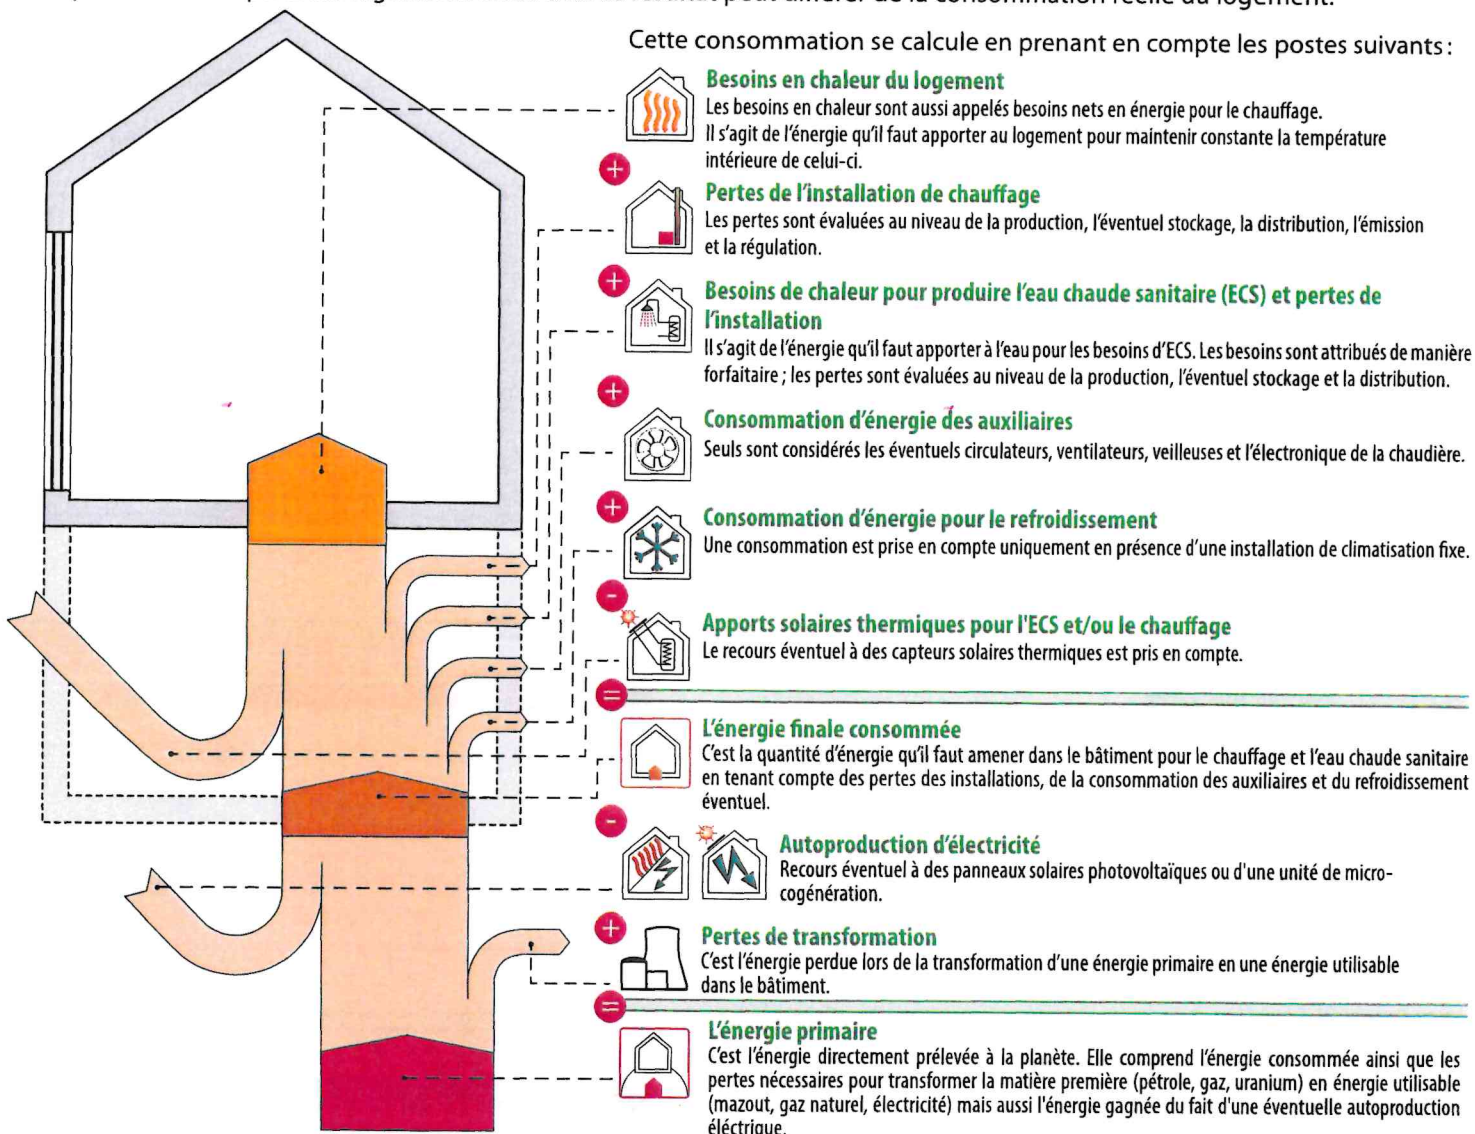 peut différer de la consommation réelle du logement.
Cette consommation se calcule en prenant en compte les postes suivants :
Besoins en chaleur du logement
Les besoins en chaleur sont aussi appelés besoins nets en énergie pour le chauffage.
Il s'agit de l'énergie qu'il faut apporter au logement pour maintenir constante la température
intérieure de celui-ci.
+
Pertes de l'installation de chauffage
Les pertes sont évaluées au niveau de la production, l'éventuel stockage, la distribution, l'émission
et la régulation.
+
Besoins de chaleur pour produire l'eau chaude sanitaire (ECS) et pertes de
l'installation
Il s'agit de l'énergie qu'il faut apporter à l'eau pour les besoins d'ECS. Les besoins sont attribués de manière
forfaitaire ; les pertes sont évaluées au niveau de la production, l'éventuel stockage et la distribution.
+
Consommation d'énergie des auxiliaires
Seuls sont considérés les éventuels circulateurs, ventilateurs, veilleuses et l'électronique de la chaudière.
+
Consommation d'énergie pour le refroidissement
Une consommation est prise en compte uniquement en présence d'une installation de climatisation fixe.
-
Apports solaires thermiques pour l'ECS et/ou le chauffage
Le recours éventuel à des capteurs solaires thermiques est pris en compte.
=
L'énergie finale consommée
C'est la quantité d'énergie qu'il faut amener dans le bâtiment pour le chauffage et l'eau chaude sanitaire
en tenant compte des pertes des installations, de la consommation des auxiliaires et du refroidissement
éventuel.
-
Autoproduction d'électricité
Recours éventuel à des panneaux solaires photovoltaïques ou d'une unité de micro-
cogénération.
+
Pertes de transformation
C'est l'énergie perdue lors de la transformation d'une énergie primaire en une énergie utilisable
dans le bâtiment.
=
L'énergie primaire
C'est l'énergie directement prélevée à la planète. Elle comprend l'énergie consommée ainsi que les
pertes nécessaires pour transformer la matière première (pétrole, gaz, uranium) en énergie utilisable
(mazout, gaz naturel, électricité) mais aussi l'énergie gagnée du fait d'une éventuelle autoproduction
éléctrique.